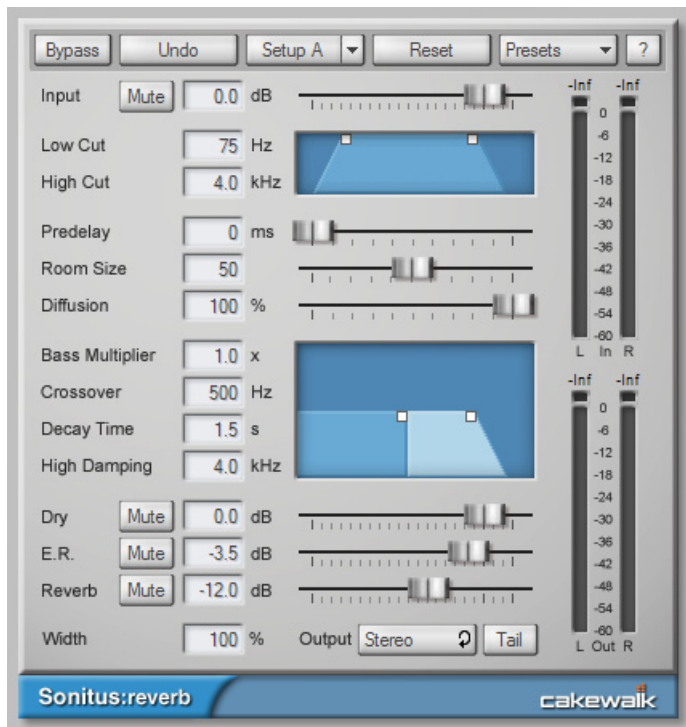 Bypass Undo Setup A Reset Presets ?
Input Mute 0.0 dB
Low Cut 75 Hz
High Cut 4.0 kHz
Predelay 0 ms
Room Size 50
Diffusion 100 %
Bass Multiplier 1.0 x
Crossover 500 Hz
Decay Time 1.5 s
High Damping 4.0 kHz
Dry Mute 0.0 dB
E.R. Mute -3.5 dB
Reverb Mute -12.0 dB
Width 100 % Output Stereo Tail
-Inf -Inf
0
-6
-12
-18
-24
-30
-36
-42
-48
-54
-60
L In R
-Inf -Inf
0
-6
-12
-18
-24
-30
-36
-42
-48
-54
-60
L Out R
Sonitus:reverb cakewalk